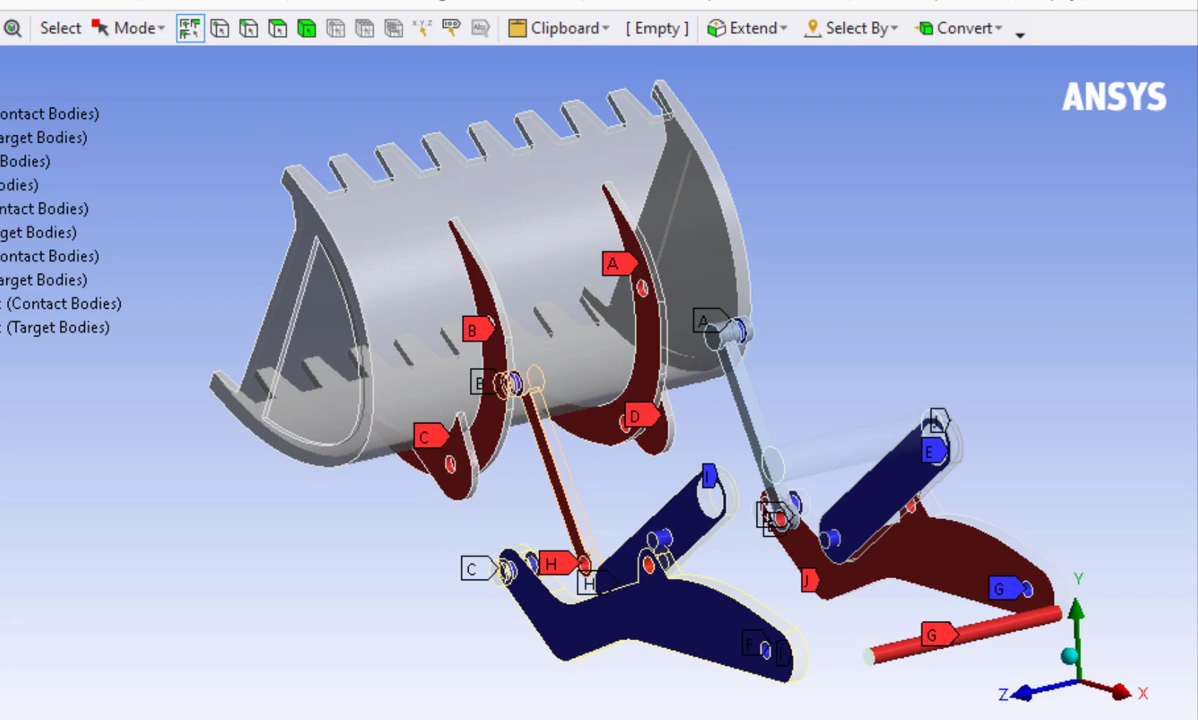 Select Mode X,Y,Z Clipboard [ Empty ] Extend Select By Convert
ANSYS
ontact Bodies)
arget Bodies)
Bodies)
odies)
ntact Bodies)
get Bodies)
ontact Bodies)
arget Bodies)
: (Contact Bodies)
: (Target Bodies)
A
A
B
B
D
C
E
I
C
H
H
J
G
G
F
Y
Z
X